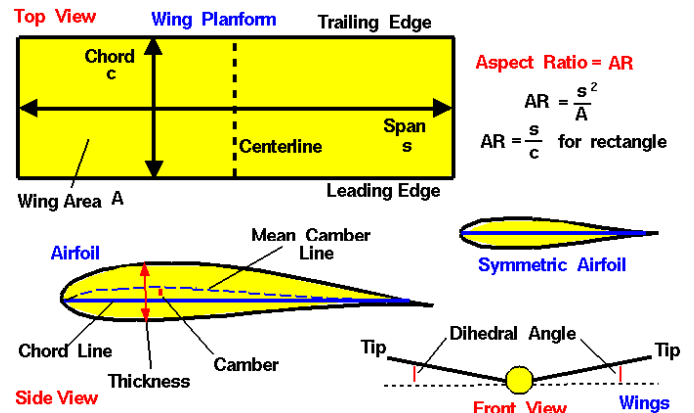 Top View
Wing Planform
Trailing Edge
Chord
c
Span
s
Centerline
Wing Area A
Leading Edge
Aspect Ratio = AR
AR = s² / A
AR = s / c for rectangle
Airfoil
Mean Camber
Line
Symmetric Airfoil
Chord Line
Camber
Thickness
Side View
Dihedral Angle
Tip
Tip
Front View
Wings